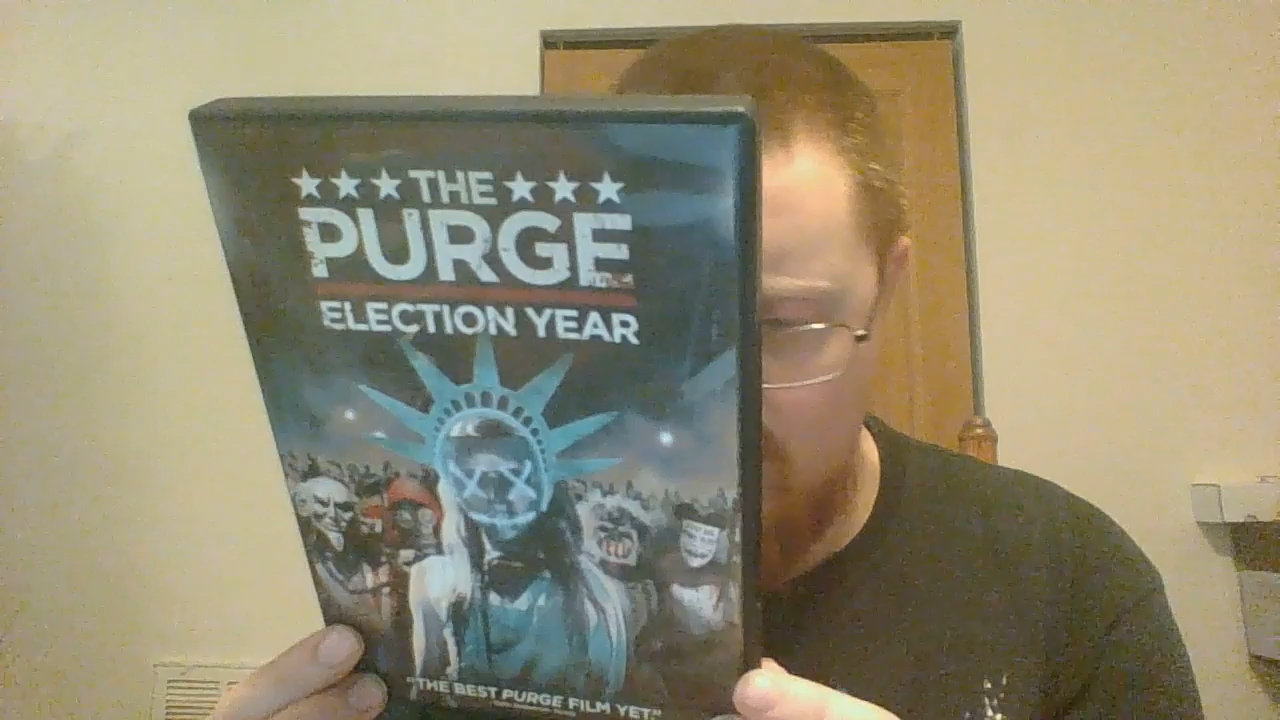 ★★★THE★★★
PURGE
ELECTION YEAR
"THE BEST PURGE FILM YET."